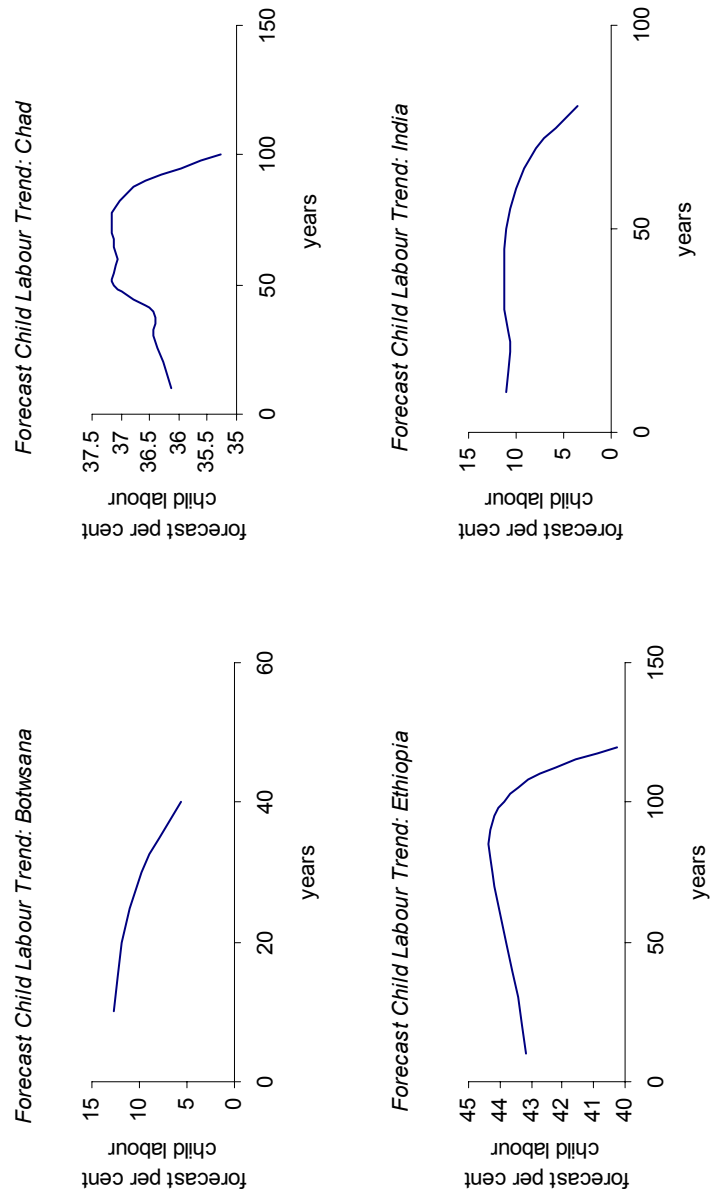 Forecast Child Labour Trend: Botwsana
15
10
5
0
0
20
40
60
years
forecast per cent
child labour
Forecast Child Labour Trend: Chad
37.5
37
36.5
36
35.5
35
0
50
100
150
years
forecast per cent
child labour
Forecast Child Labour Trend: Ethiopia
45
44
43
42
41
40
0
50
100
150
years
forecast per cent
child labour
Forecast Child Labour Trend: India
15
10
5
0
0
50
100
years
forecast per cent
child labour